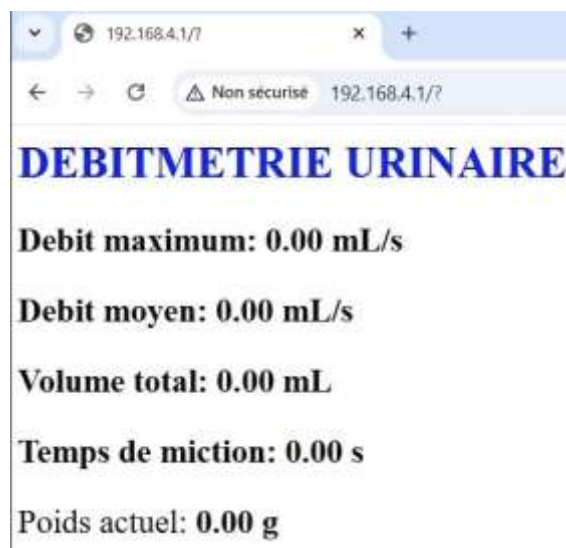 192.168.4.1/?
Non sécurisé 192.168.4.1/?
DEBITMETRIE URINAIRE
Debit maximum: 0.00 mL/s
Debit moyen: 0.00 mL/s
Volume total: 0.00 mL
Temps de miction: 0.00 s
Poids actuel: 0.00 g